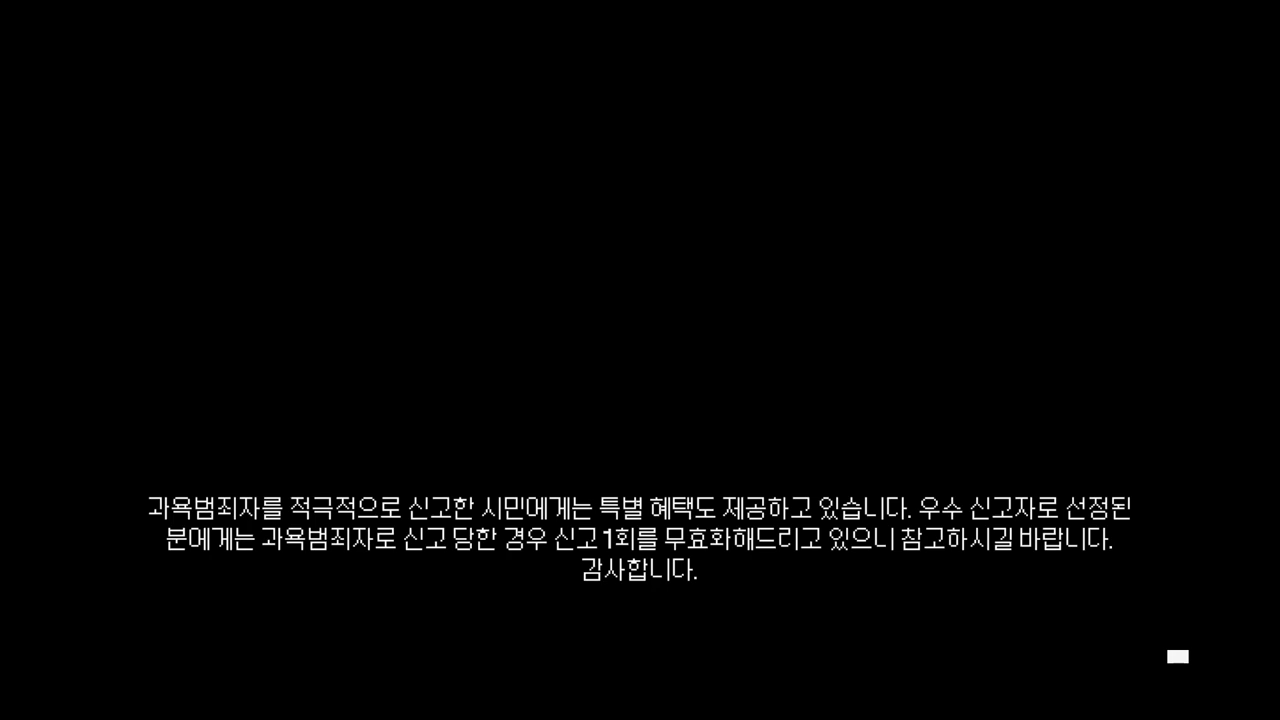 과욕범죄자를 적극적으로 신고한 시민에게는 특별 혜택도 제공하고 있습니다. 우수 신고자로 선정된
분에게는 과욕범죄자로 신고 당한 경우 신고 1회를 무효화해드리고 있으니 참고하시길 바랍니다.
감사합니다.